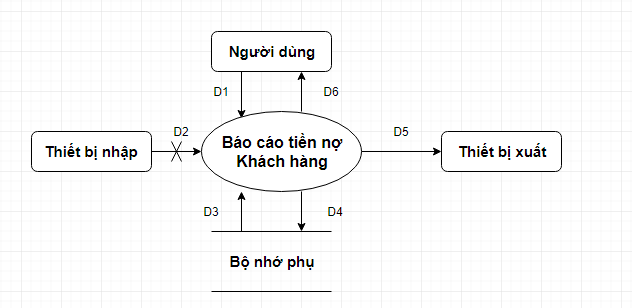 Người dùng
D1
D6
D2
D5
Thiết bị nhập
Báo cáo tiền nợ
Khách hàng
Thiết bị xuất
D3
D4
Bộ nhớ phụ